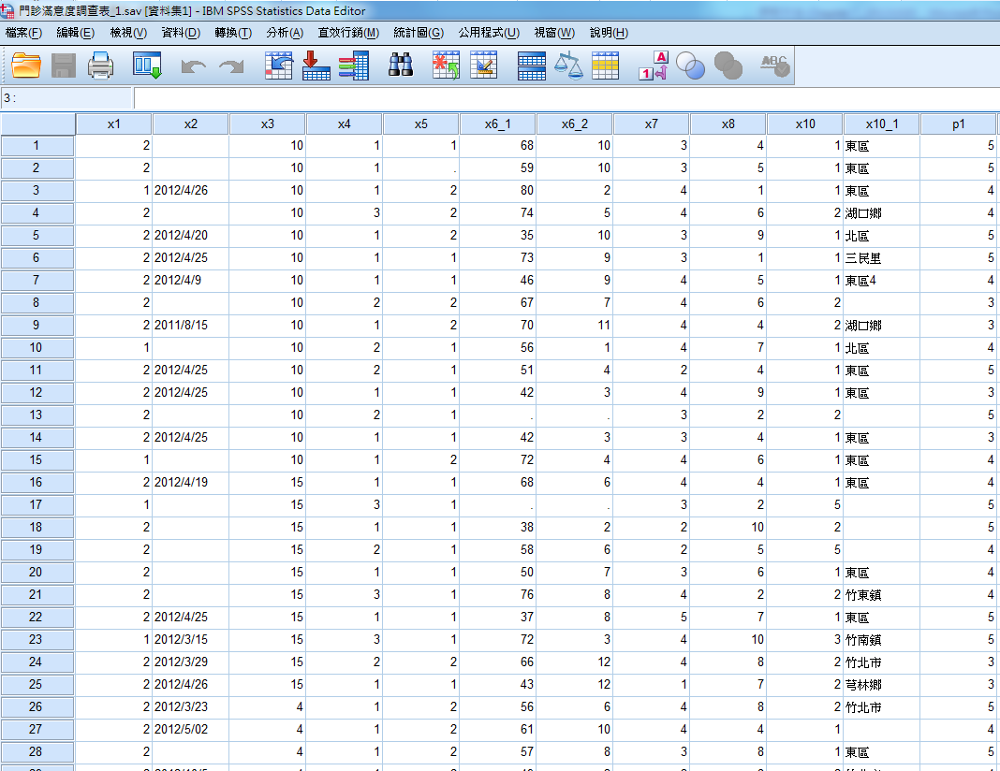 門診滿意度調查表_1.sav [資料集1] - IBM SPSS Statistics Data Editor
檔案(F) 編輯(E) 檢視(V) 資料(D) 轉換(T) 分析(A) 直效行銷(M) 統計圖(G) 公用程式(U) 視窗(W) 說明(H)
A 1 ABC
3 :
x1 x2 x3 x4 x5 x6_1 x6_2 x7 x8 x10 x10_1 p1
1 2 10 1 1 68 10 3 4 1 東區 5
2 2 10 1 . 59 10 3 5 1 東區 5
3 1 2012/4/26 10 1 2 80 2 4 1 1 東區 4
4 2 10 3 2 74 5 4 6 2 湖口鄉 4
5 2 2012/4/20 10 1 2 35 10 3 9 1 北區 5
6 2 2012/4/25 10 1 1 73 9 3 1 1 三民里 5
7 2 2012/4/9 10 1 1 46 9 4 5 1 東區4 4
8 2 10 2 2 67 7 4 6 2 3
9 2 2011/8/15 10 1 2 70 11 4 4 2 湖口鄉 3
10 1 10 2 1 56 1 4 7 1 北區 4
11 2 2012/4/25 10 2 1 51 4 2 4 1 東區 5
12 2 2012/4/25 10 1 1 42 3 4 9 1 東區 3
13 2 10 2 1 . . 3 2 2 5
14 2 2012/4/25 10 1 1 42 3 3 4 1 東區 3
15 1 10 1 2 72 4 4 6 1 東區 4
16 2 2012/4/19 15 1 1 68 6 4 4 1 東區 4
17 1 15 3 1 . . 3 2 5 5
18 2 15 1 1 38 2 2 10 2 5
19 2 15 2 1 58 6 2 5 5 4
20 2 15 1 1 50 7 3 6 1 東區 4
21 2 15 3 1 76 8 4 2 2 竹東鎮 4
22 2 2012/4/25 15 1 1 37 8 5 7 1 東區 5
23 1 2012/3/15 15 3 1 72 3 4 10 3 竹南鎮 5
24 2 2012/3/29 15 2 2 66 12 4 8 2 竹北市 3
25 2 2012/4/26 15 1 1 43 12 1 7 2 芎林鄉 3
26 2 2012/3/23 4 1 2 56 6 4 8 2 竹北市 5
27 2 2012/5/02 4 1 2 61 10 4 4 1 4
28 2 4 1 2 57 8 3 8 1 東區 5